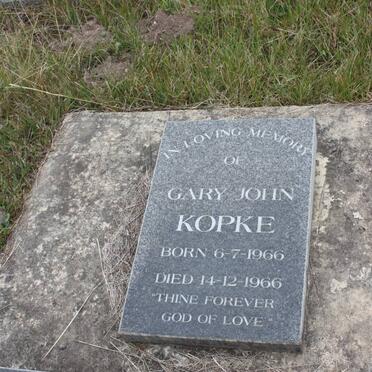 IN LOVING MEMORY
OF
GARY JOHN
KOPKE
BORN 6-7-1966
DIED 14-12-1966
"THINE FOREVER
GOD OF LOVE"